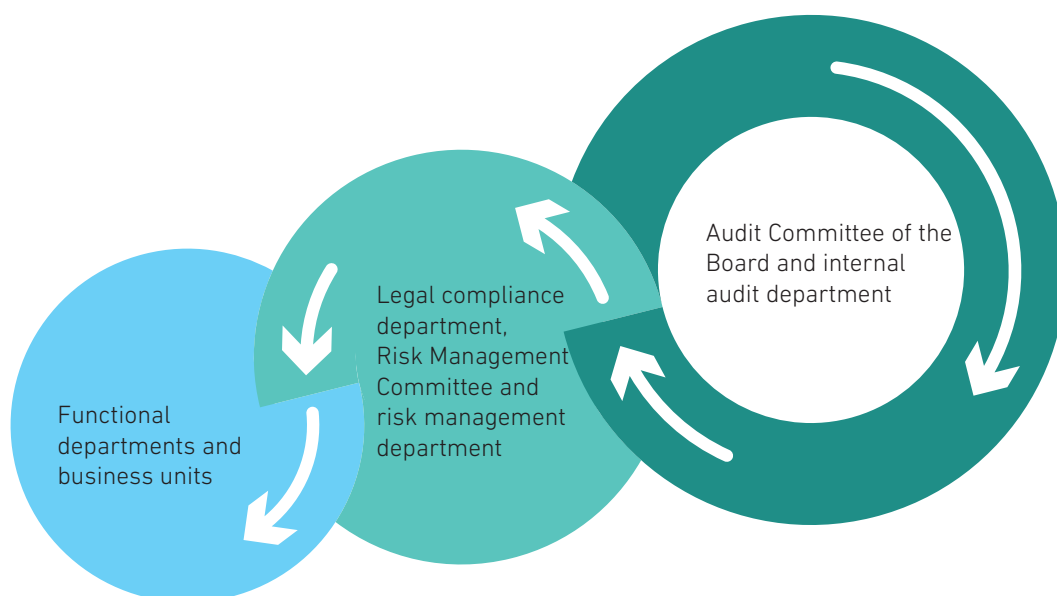 Functional
departments and
business units
Legal compliance
department,
Risk Management
Committee and
risk management
department
Audit Committee of the
Board and internal
audit department